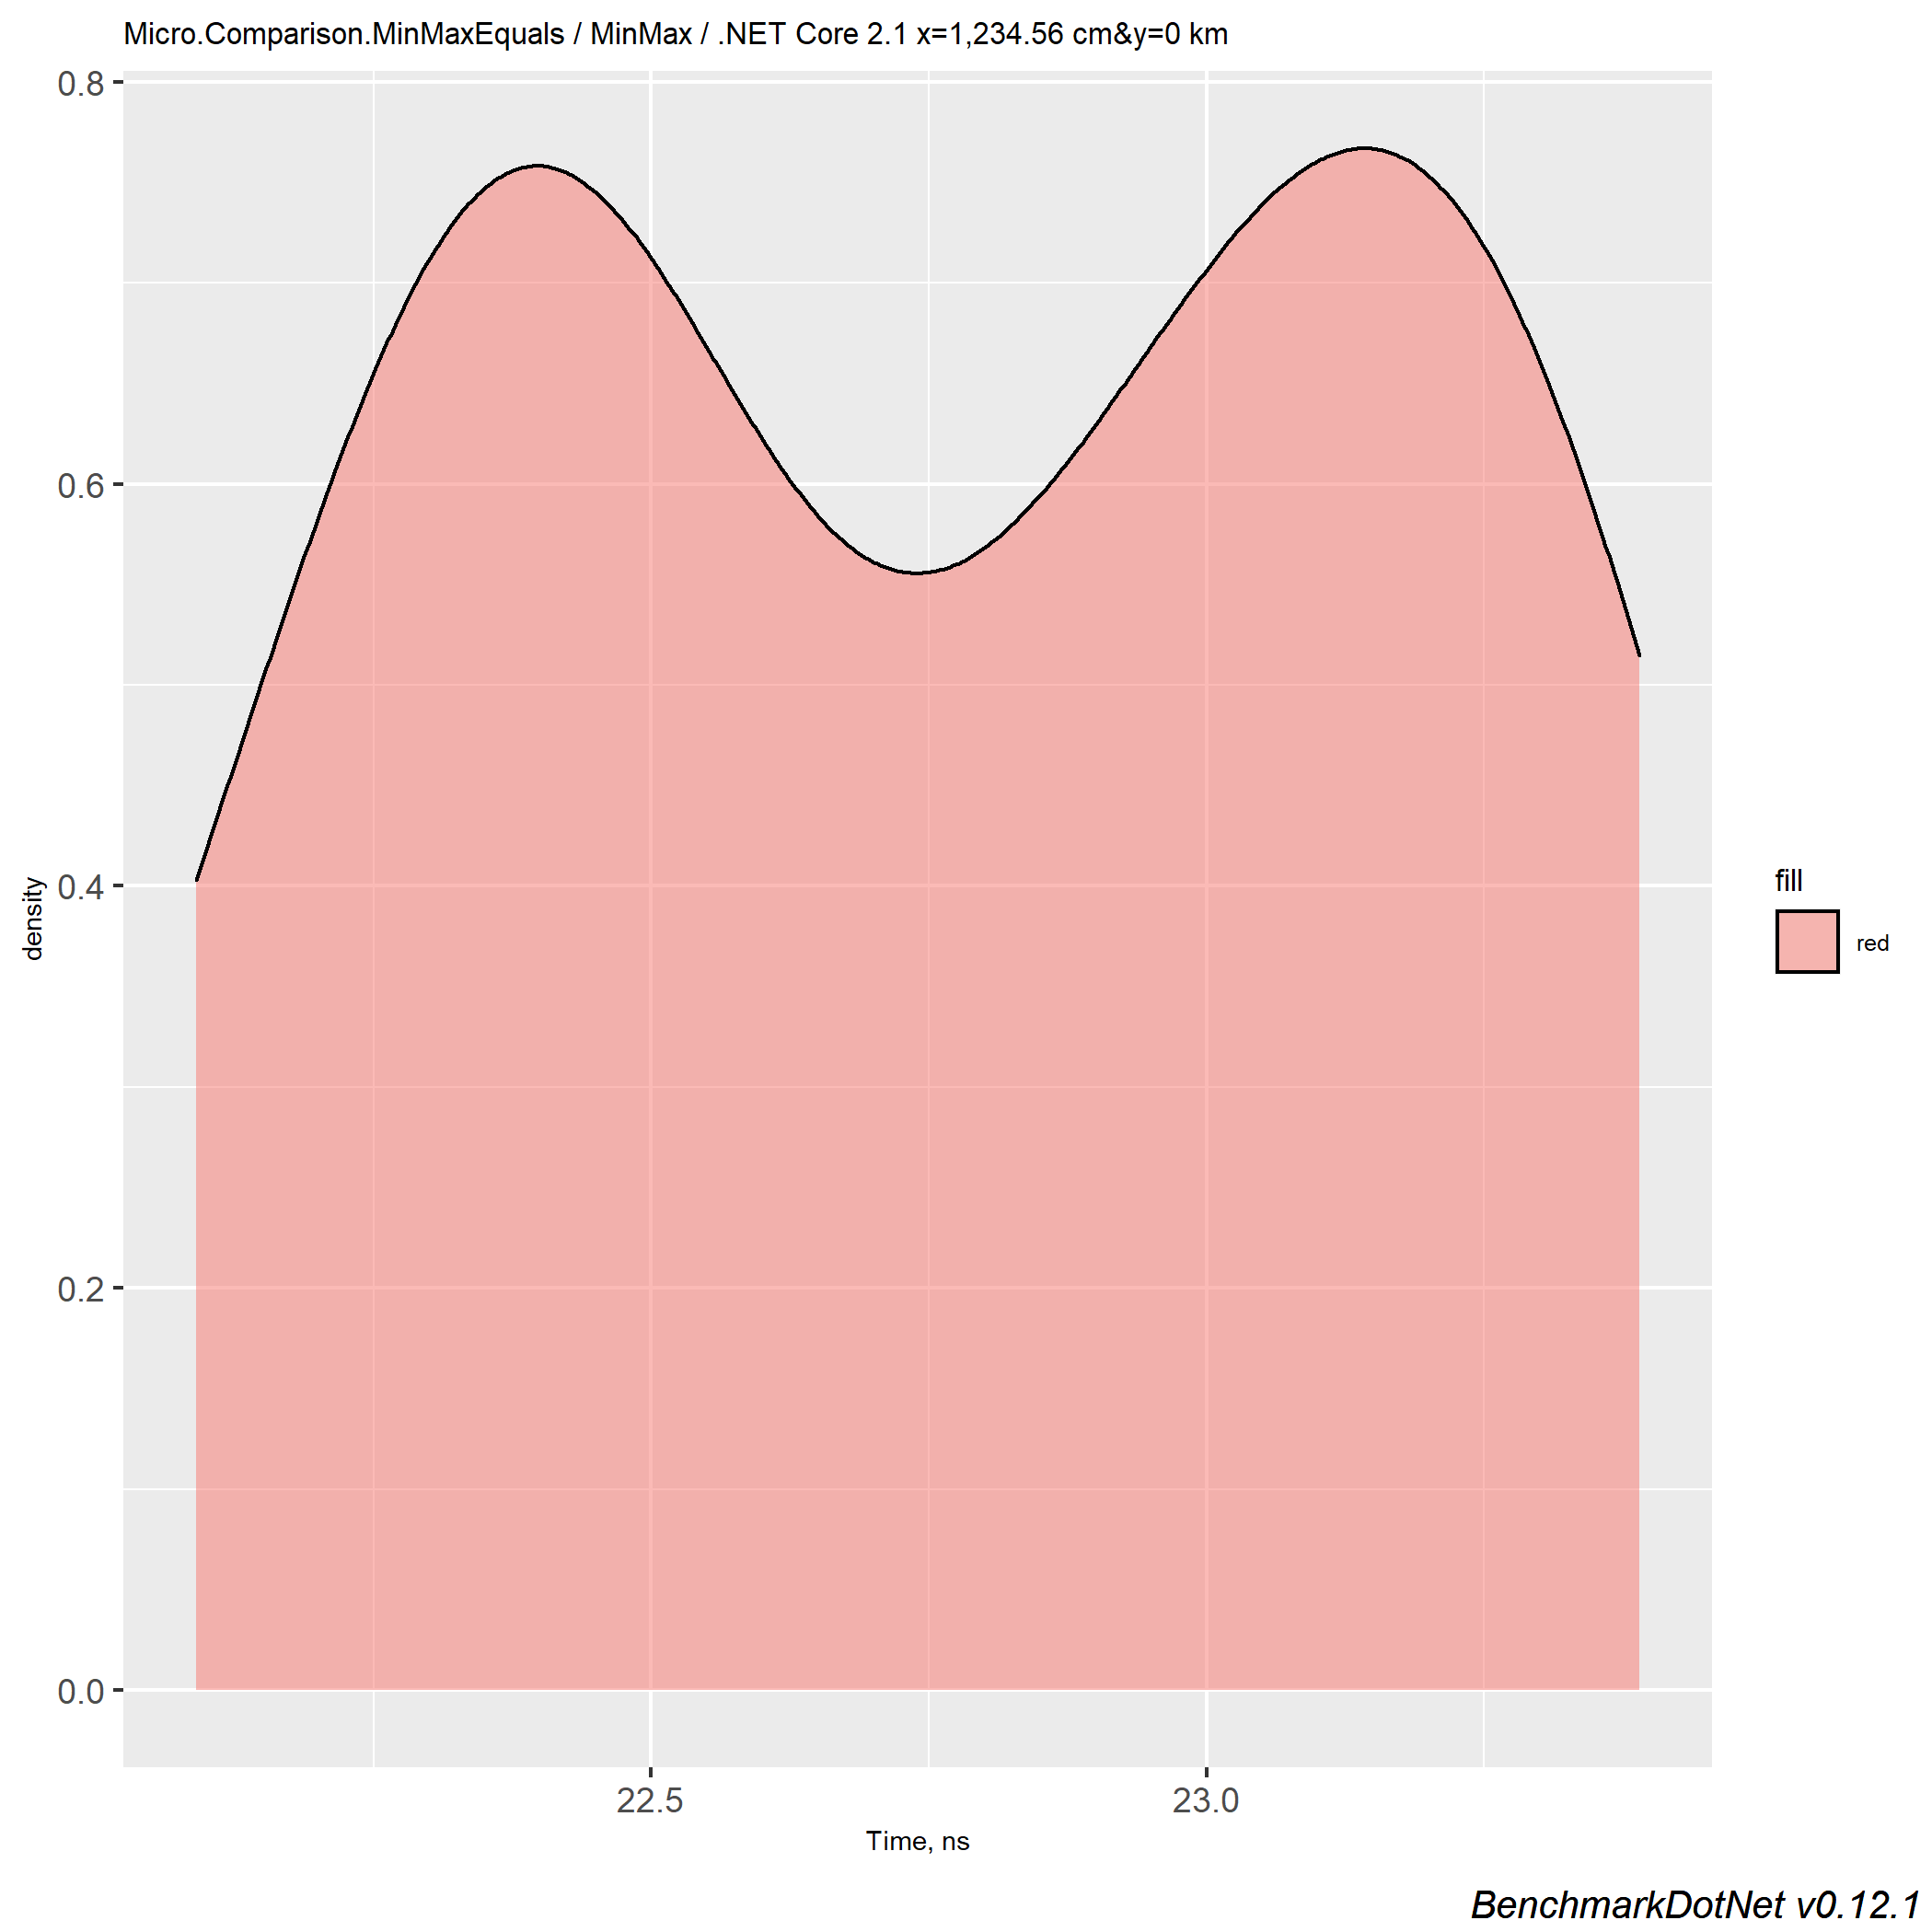 Micro.Comparison.MinMaxEquals / MinMax / .NET Core 2.1 x=1,234.56 cm&y=0 km
0.8
0.6
0.4
0.2
0.0
density
22.5 23.0
Time, ns
fill
red
BenchmarkDotNet v0.12.1